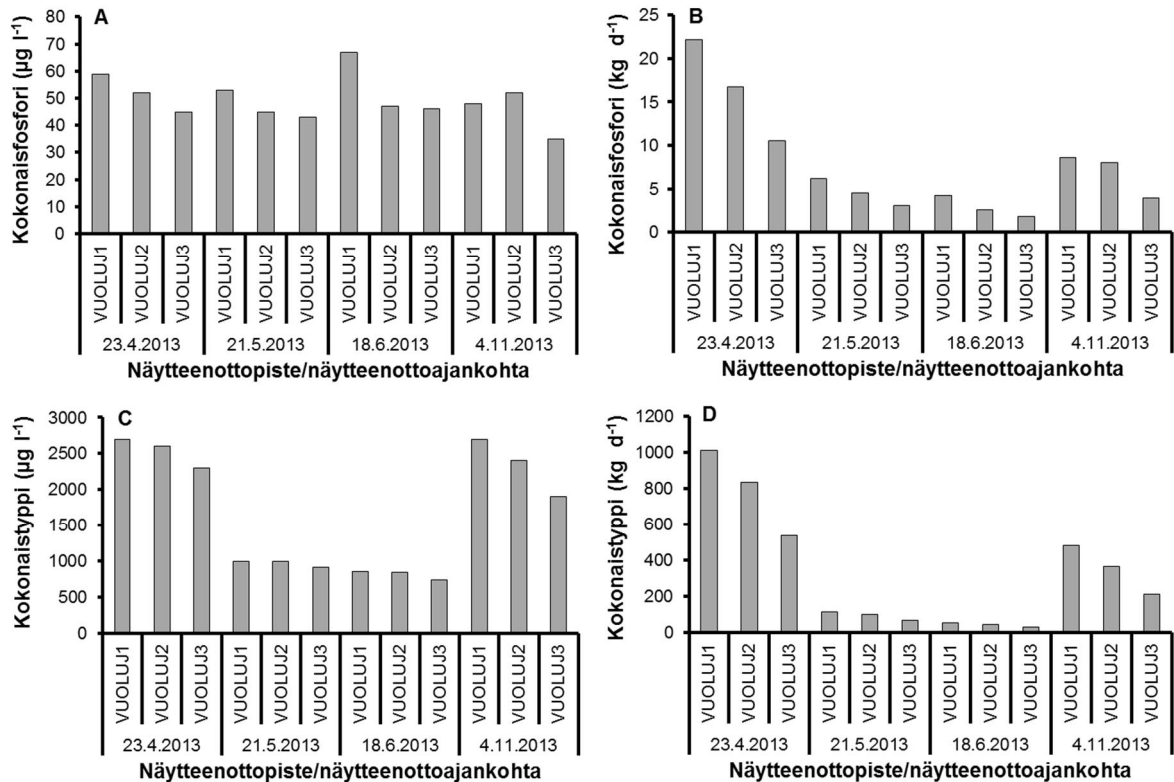 A
Kokonaisfosfori (µg l⁻¹)
80
70
60
50
40
30
20
10
0
VUOLUJ1 VUOLUJ2 VUOLUJ3 VUOLUJ1 VUOLUJ2 VUOLUJ3 VUOLUJ1 VUOLUJ2 VUOLUJ3 VUOLUJ1 VUOLUJ2 VUOLUJ3
23.4.2013 21.5.2013 18.6.2013 4.11.2013
Näytteenottopiste/näytteenottoajankohta
B
Kokonaisfosfori (kg d⁻¹)
25
20
15
10
5
0
VUOLUJ1 VUOLUJ2 VUOLUJ3 VUOLUJ1 VUOLUJ2 VUOLUJ3 VUOLUJ1 VUOLUJ2 VUOLUJ3 VUOLUJ1 VUOLUJ2 VUOLUJ3
23.4.2013 21.5.2013 18.6.2013 4.11.2013
Näytteenottopiste/näytteenottoajankohta
C
Kokonaistyppi (µg l⁻¹)
3000
2500
2000
1500
1000
500
0
VUOLUJ1 VUOLUJ2 VUOLUJ3 VUOLUJ1 VUOLUJ2 VUOLUJ3 VUOLUJ1 VUOLUJ2 VUOLUJ3 VUOLUJ1 VUOLUJ2 VUOLUJ3
23.4.2013 21.5.2013 18.6.2013 4.11.2013
Näytteenottopiste/näytteenottoajankohta
D
Kokonaistyppi (kg d⁻¹)
1200
1000
800
600
400
200
0
VUOLUJ1 VUOLUJ2 VUOLUJ3 VUOLUJ1 VUOLUJ2 VUOLUJ3 VUOLUJ1 VUOLUJ2 VUOLUJ3 VUOLUJ1 VUOLUJ2 VUOLUJ3
23.4.2013 21.5.2013 18.6.2013 4.11.2013
Näytteenottopiste/näytteenottoajankohta